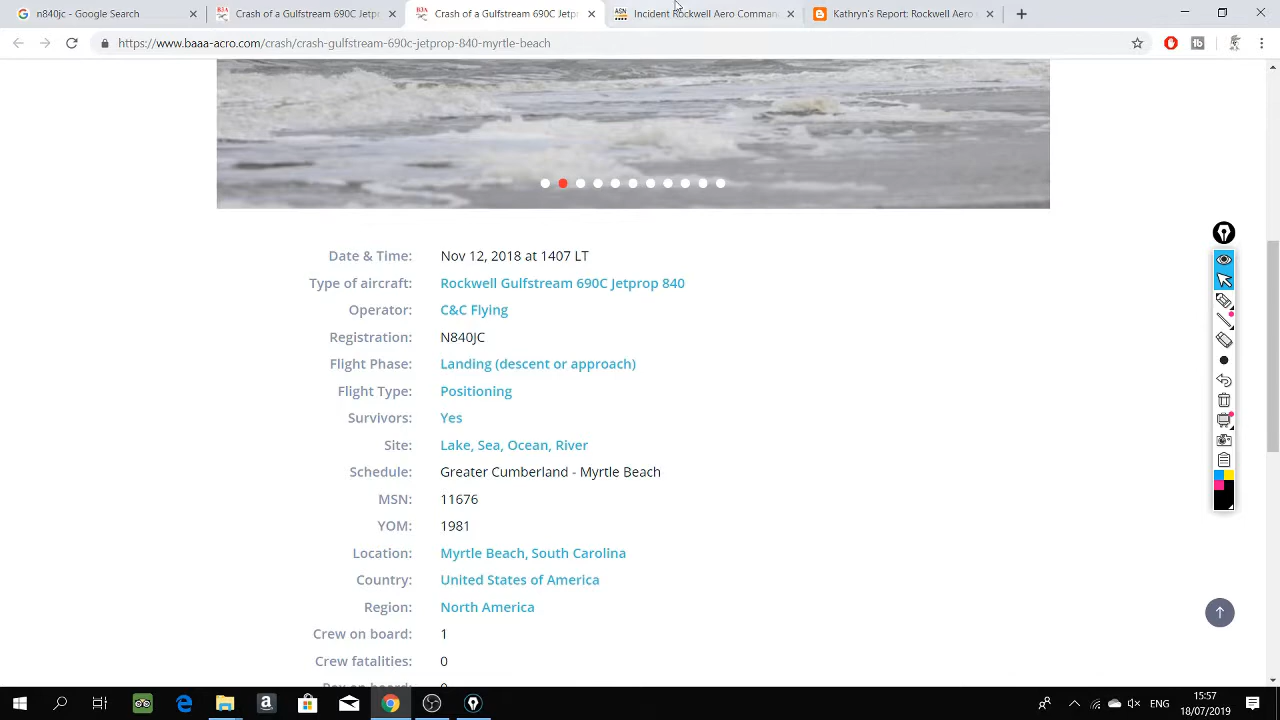 n840jc - Google Search
Crash of a Gulfstream 690C Jetpr
Crash of a Gulfstream 690C Jetpr
Incident Rockwell Aero Comman
Kathryn's Report: Rockwell Aero
https://www.baaa-acro.com/crash/crash-gulfstream-690c-jetprop-840-myrtle-beach
Date & Time: Nov 12, 2018 at 1407 LT
Type of aircraft: Rockwell Gulfstream 690C Jetprop 840
Operator: C&C Flying
Registration: N840JC
Flight Phase: Landing (descent or approach)
Flight Type: Positioning
Survivors: Yes
Site: Lake, Sea, Ocean, River
Schedule: Greater Cumberland - Myrtle Beach
MSN: 11676
YOM: 1981
Location: Myrtle Beach, South Carolina
Country: United States of America
Region: North America
Crew on board: 1
Crew fatalities: 0
Pax on board: 0
15:57
ENG
18/07/2019